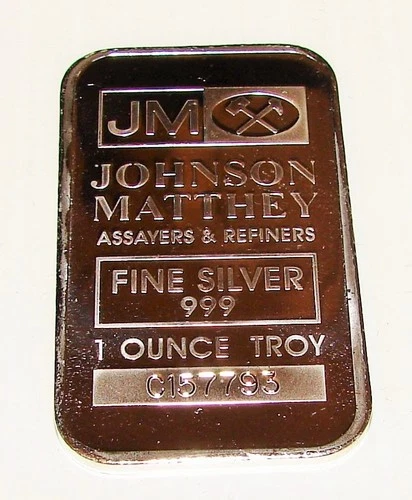 JM
JOHNSON
MATTHEY
ASSAYERS & REFINERS
FINE SILVER
999
1 OUNCE TROY
C157793